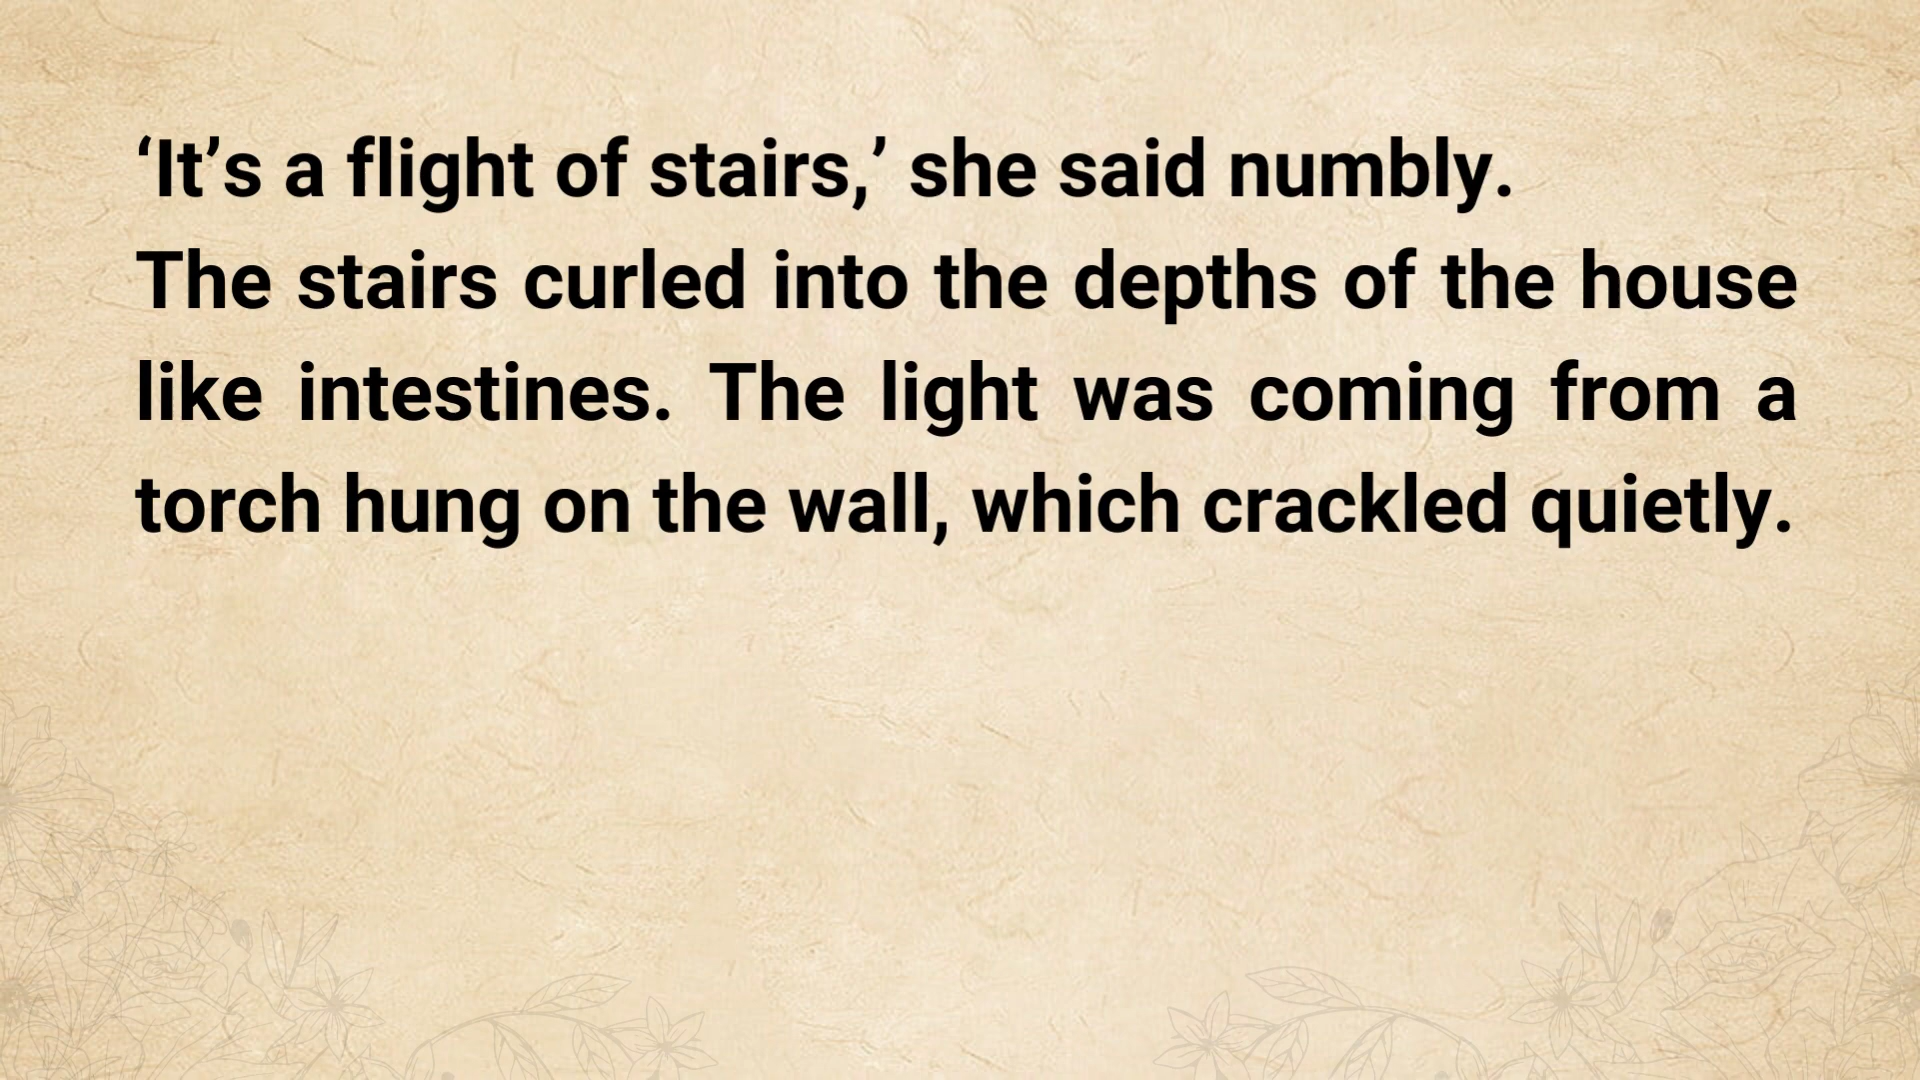 ‘It’s a flight of stairs,’ she said numbly.
The stairs curled into the depths of the house
like intestines. The light was coming from a
torch hung on the wall, which crackled quietly.